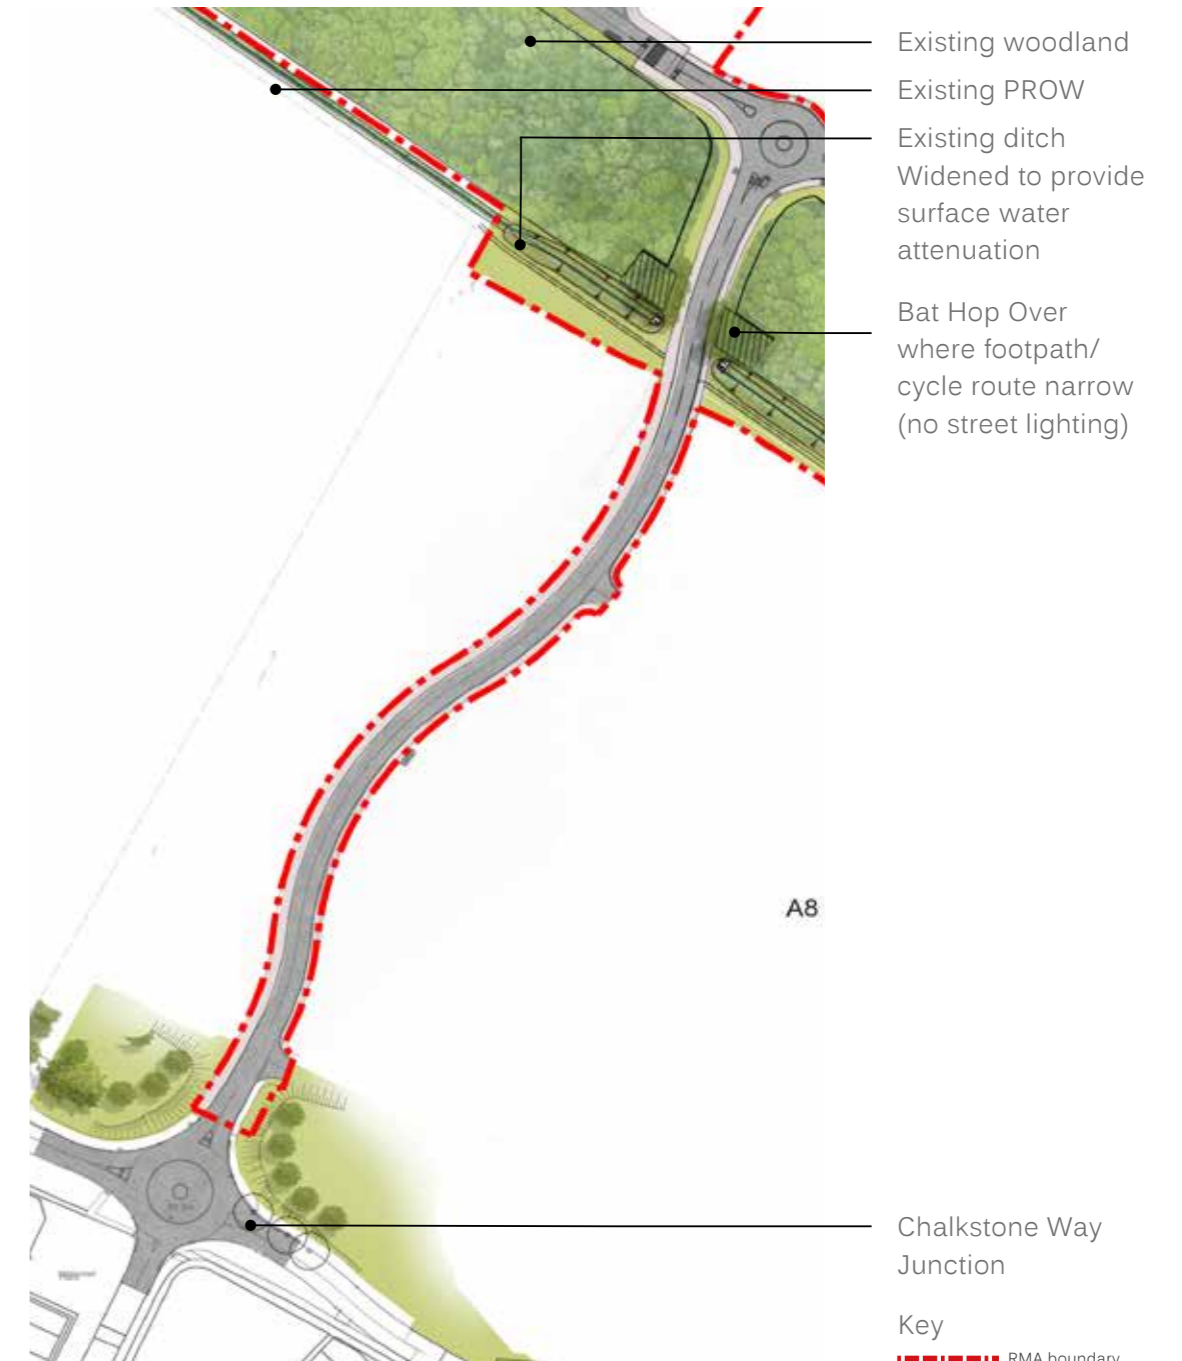 Existing woodland
Existing PROW
Existing ditch
Widened to provide
surface water
attenuation
Bat Hop Over
where footpath/
cycle route narrow
(no street lighting)
A8
Chalkstone Way
Junction
Key
RMA boundary